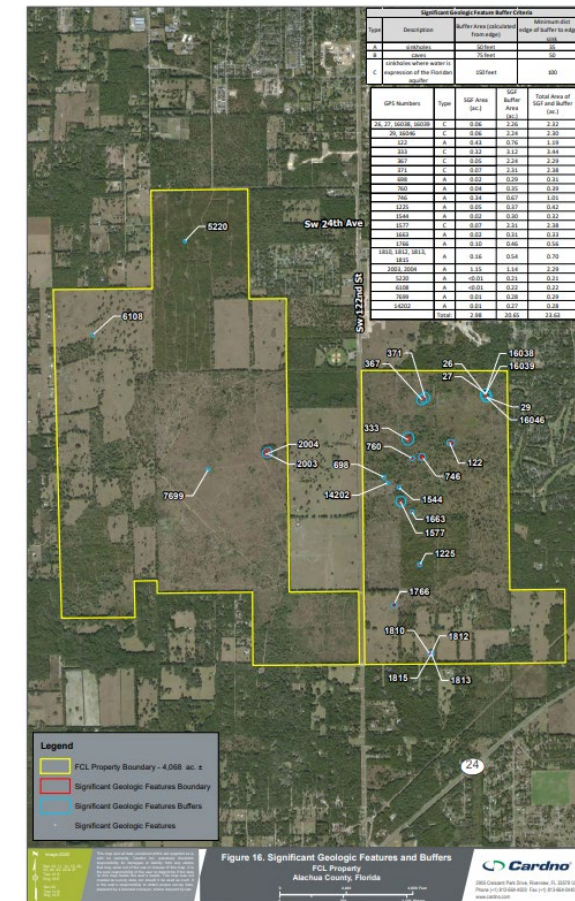 Significant Geologic Feature Buffer Criteria
Type Description Buffer Area (calculated from edge) Minimum dist edge of buffer to edge sink
A sinkholes 50 feet 35
B caves 75 feet 50
C sinkholes where water is expression of the Floridan aquifer 150 feet 100
GPS Numbers Type SGF Area (ac.) SGF Buffer Area (ac.) Total Area of SGF and Buffer (ac.)
26, 27, 16038, 16039 C 0.06 2.26 2.32
29, 16046 C 0.06 2.24 2.30
122 A 0.43 0.76 1.19
333 C 0.32 3.12 3.44
367 C 0.05 2.24 2.29
371 C 0.07 2.31 2.38
698 A 0.02 0.29 0.31
760 A 0.04 0.35 0.39
746 A 0.34 0.67 1.01
1225 A 0.05 0.37 0.42
1544 A 0.02 0.30 0.32
1577 C 0.07 2.31 2.38
1663 A 0.02 0.31 0.33
1766 A 0.10 0.46 0.56
1810, 1812, 1813, 1815 A 0.16 0.54 0.70
2003, 2004 A 1.15 1.14 2.29
5220 A <0.01 0.21 0.21
6108 A <0.01 0.22 0.22
7699 A 0.01 0.28 0.29
14202 A 0.01 0.27 0.28
Total: 2.98 20.65 23.63
Sw 24th Ave
Sw 122nd St
5220
6108
371
367
26
27
16038
16039
29
16046
333
760
122
746
2004
2003
698
7699
14202
1544
1577
1663
1225
1766
1810
1812
1815
1813
24
Legend
FCL Property Boundary - 4,068 ac. ±
Significant Geologic Features Boundary
Significant Geologic Features Buffers
Significant Geologic Features
Figure 16. Significant Geologic Features and Buffers
FCL Property
Alachua County, Florida
Cardno
www.cardno.com